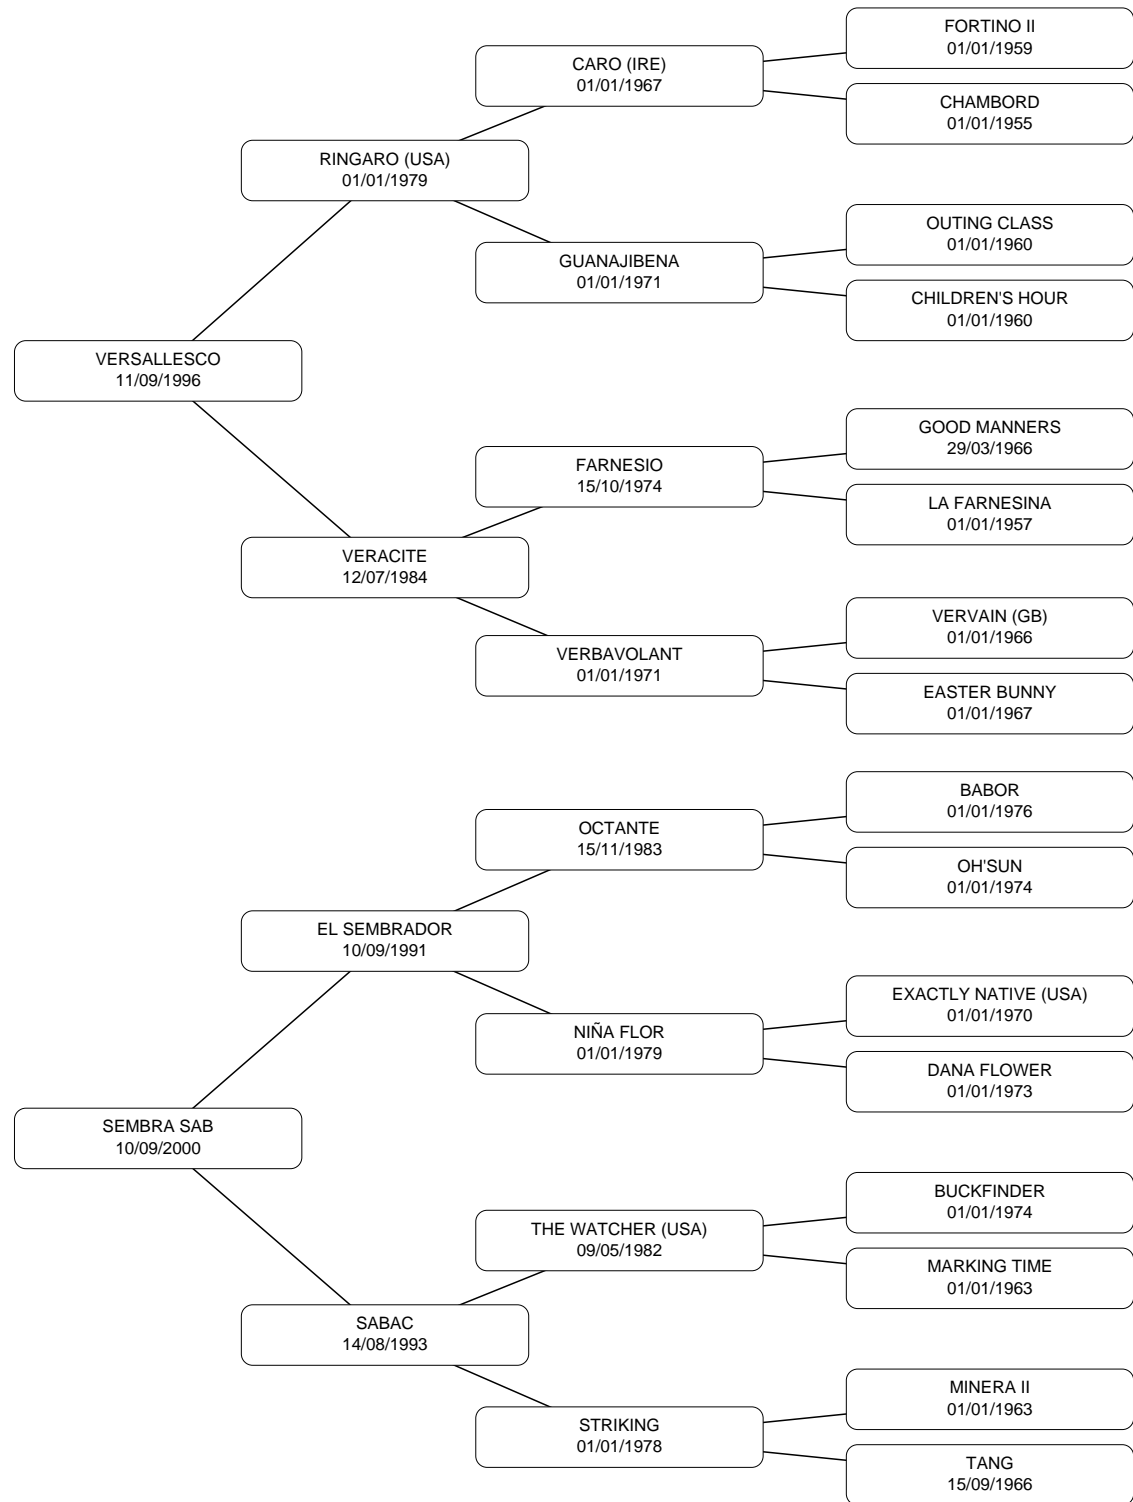 FORTINO II
01/01/1959
CARO (IRE)
01/01/1967
CHAMBORD
01/01/1955
RINGARO (USA)
01/01/1979
OUTING CLASS
01/01/1960
GUANAJIBENA
01/01/1971
CHILDREN'S HOUR
01/01/1960
VERSALLESCO
11/09/1996
GOOD MANNERS
29/03/1966
FARNESIO
15/10/1974
LA FARNESINA
01/01/1957
VERACITE
12/07/1984
VERVAIN (GB)
01/01/1966
VERBAVOLANT
01/01/1971
EASTER BUNNY
01/01/1967
BABOR
01/01/1976
OCTANTE
15/11/1983
OH'SUN
01/01/1974
EL SEMBRADOR
10/09/1991
EXACTLY NATIVE (USA)
01/01/1970
NIÑA FLOR
01/01/1979
DANA FLOWER
01/01/1973
SEMBRA SAB
10/09/2000
BUCKFINDER
01/01/1974
THE WATCHER (USA)
09/05/1982
MARKING TIME
01/01/1963
SABAC
14/08/1993
MINERA II
01/01/1963
STRIKING
01/01/1978
TANG
15/09/1966